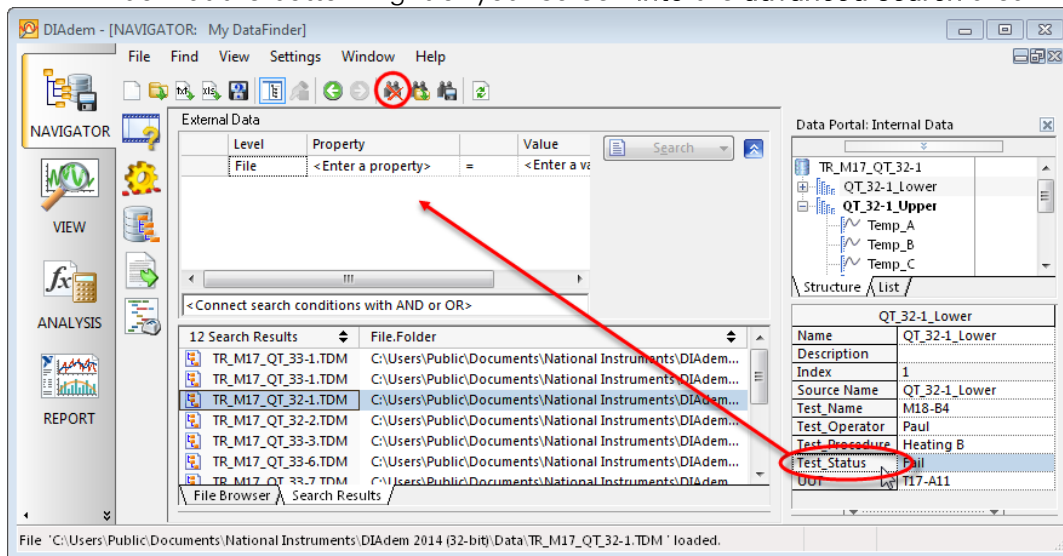 DIAdem - [NAVIGATOR: My DataFinder]
File Find View Settings Window Help
NAVIGATOR
VIEW
ANALYSIS
REPORT
External Data
Level Property Value
File <Enter a property> = <Enter a va
Search
<Connect search conditions with AND or OR>
12 Search Results File.Folder
TR_M17_QT_33-1.TDM C:\Users\Public\Documents\National Instruments\DIAdem...
TR_M17_QT_33-1.TDM C:\Users\Public\Documents\National Instruments\DIAdem...
TR_M17_QT_32-1.TDM C:\Users\Public\Documents\National Instruments\DIAdem...
TR_M17_QT_32-2.TDM C:\Users\Public\Documents\National Instruments\DIAdem...
TR_M17_QT_33-3.TDM C:\Users\Public\Documents\National Instruments\DIAdem...
TR_M17_QT_33-6.TDM C:\Users\Public\Documents\National Instruments\DIAdem...
TR_M17_QT_33-7.TDM C:\Users\Public\Documents\National Instruments\DIAdem...
File Browser Search Results
Data Portal: Internal Data
TR_M17_QT_32-1
QT_32-1_Lower
QT_32-1_Upper
Temp_A
Temp_B
Temp_C
Structure List
QT_32-1_Lower
Name QT_32-1_Lower
Description
Index 1
Source Name QT_32-1_Lower
Test_Name M18-B4
Test_Operator Paul
Test_Procedure Heating B
Test_Status Fail
UUT T17-A11
File 'C:\Users\Public\Documents\National Instruments\DIAdem 2014 (32-bit)\Data\TR_M17_QT_32-1.TDM ' loaded.